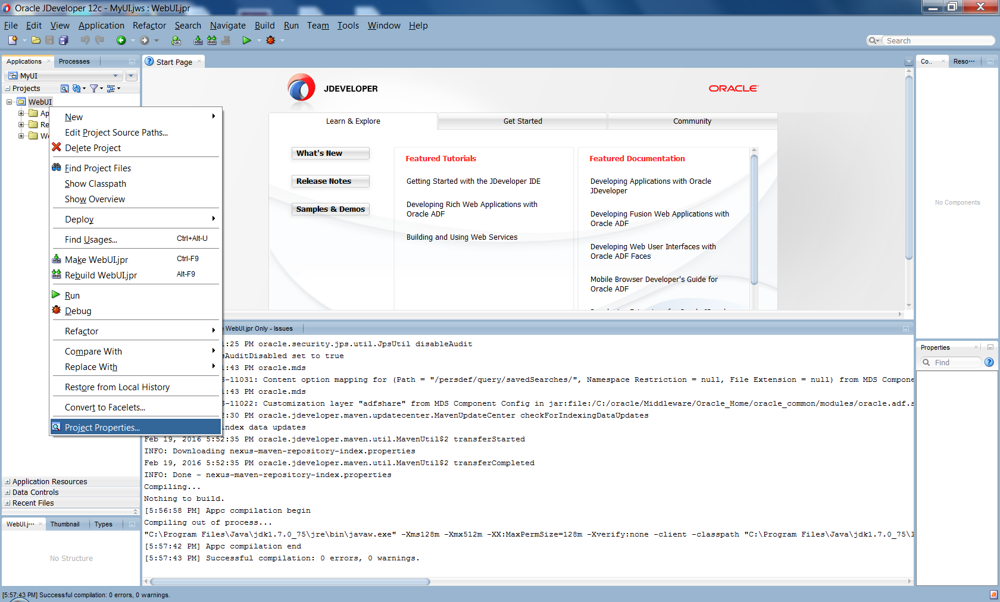 Oracle JDeveloper 12c - MyUI.jws : WebUI.jpr
File Edit View Application Refactor Search Navigate Build Run Team Tools Window Help
Search
Applications Processes
Start Page
Co.. Reso...
MyUI
Projects
WebUI
Ap
Re
We
New
Edit Project Source Paths...
Delete Project
Find Project Files
Show Classpath
Show Overview
Deploy
Find Usages... Ctrl+Alt-U
Make WebUI.jpr Ctrl-F9
Rebuild WebUI.jpr Alt-F9
Run
Debug
Refactor
Compare With
Replace With
Restore from Local History
Convert to Facelets...
Project Properties...
JDEVELOPER
ORACLE
Learn & Explore Get Started Community
What's New
Release Notes
Samples & Demos
Featured Tutorials
Getting Started with the JDeveloper IDE
Developing Rich Web Applications with
Oracle ADF
Building and Using Web Services
Featured Documentation
Developing Applications with Oracle
JDeveloper
Developing Fusion Web Applications with
Oracle ADF
Developing Web User Interfaces with
Oracle ADF Faces
Mobile Browser Developer's Guide for
Oracle ADF
No Components
WebUI.jpr Only - Issues
1:25 PM oracle.security.jps.util.JpsUtil disableAudit
sAuditDisabled set to true
1:43 PM oracle.mds
S-11031: Content option mapping for (Path = "/persdef/query/savedSearches/", Namespace Restriction = null, File Extension = null) from MDS Compone
1:43 PM oracle.mds
S-11022: Customization layer "adfshare" from MDS Component Config in jar:file:/C:/oracle/Middleware/Oracle_Home/oracle_common/modules/oracle.adf.s
2:30 PM oracle.jdeveloper.maven.updatecenter.MavenUpdateCenter checkForIndexingDataUpdates
index data updates
Feb 19, 2016 5:52:35 PM oracle.jdeveloper.maven.util.MavenUtil$2 transferStarted
INFO: Downloading nexus-maven-repository-index.properties
Feb 19, 2016 5:52:35 PM oracle.jdeveloper.maven.util.MavenUtil$2 transferCompleted
INFO: Done - nexus-maven-repository-index.properties
Compiling...
Nothing to build.
[5:56:58 PM] Appc compilation begin
Compiling out of process...
"C:\Program Files\Java\jdk1.7.0_75\jre\bin\javaw.exe" -Xms128m -Xmx512m -XX:MaxPermSize=128m -Xverify:none -client -classpath "C:\Program Files\Java\jdk1.7.0_75\l
[5:57:42 PM] Appc compilation end
[5:57:43 PM] Successful compilation: 0 errors, 0 warnings.
Properties
Find
Application Resources
Data Controls
Recent Files
WebUI.j... Thumbnail Types
No Structure
[5:57:43 PM] Successful compilation: 0 errors, 0 warnings.